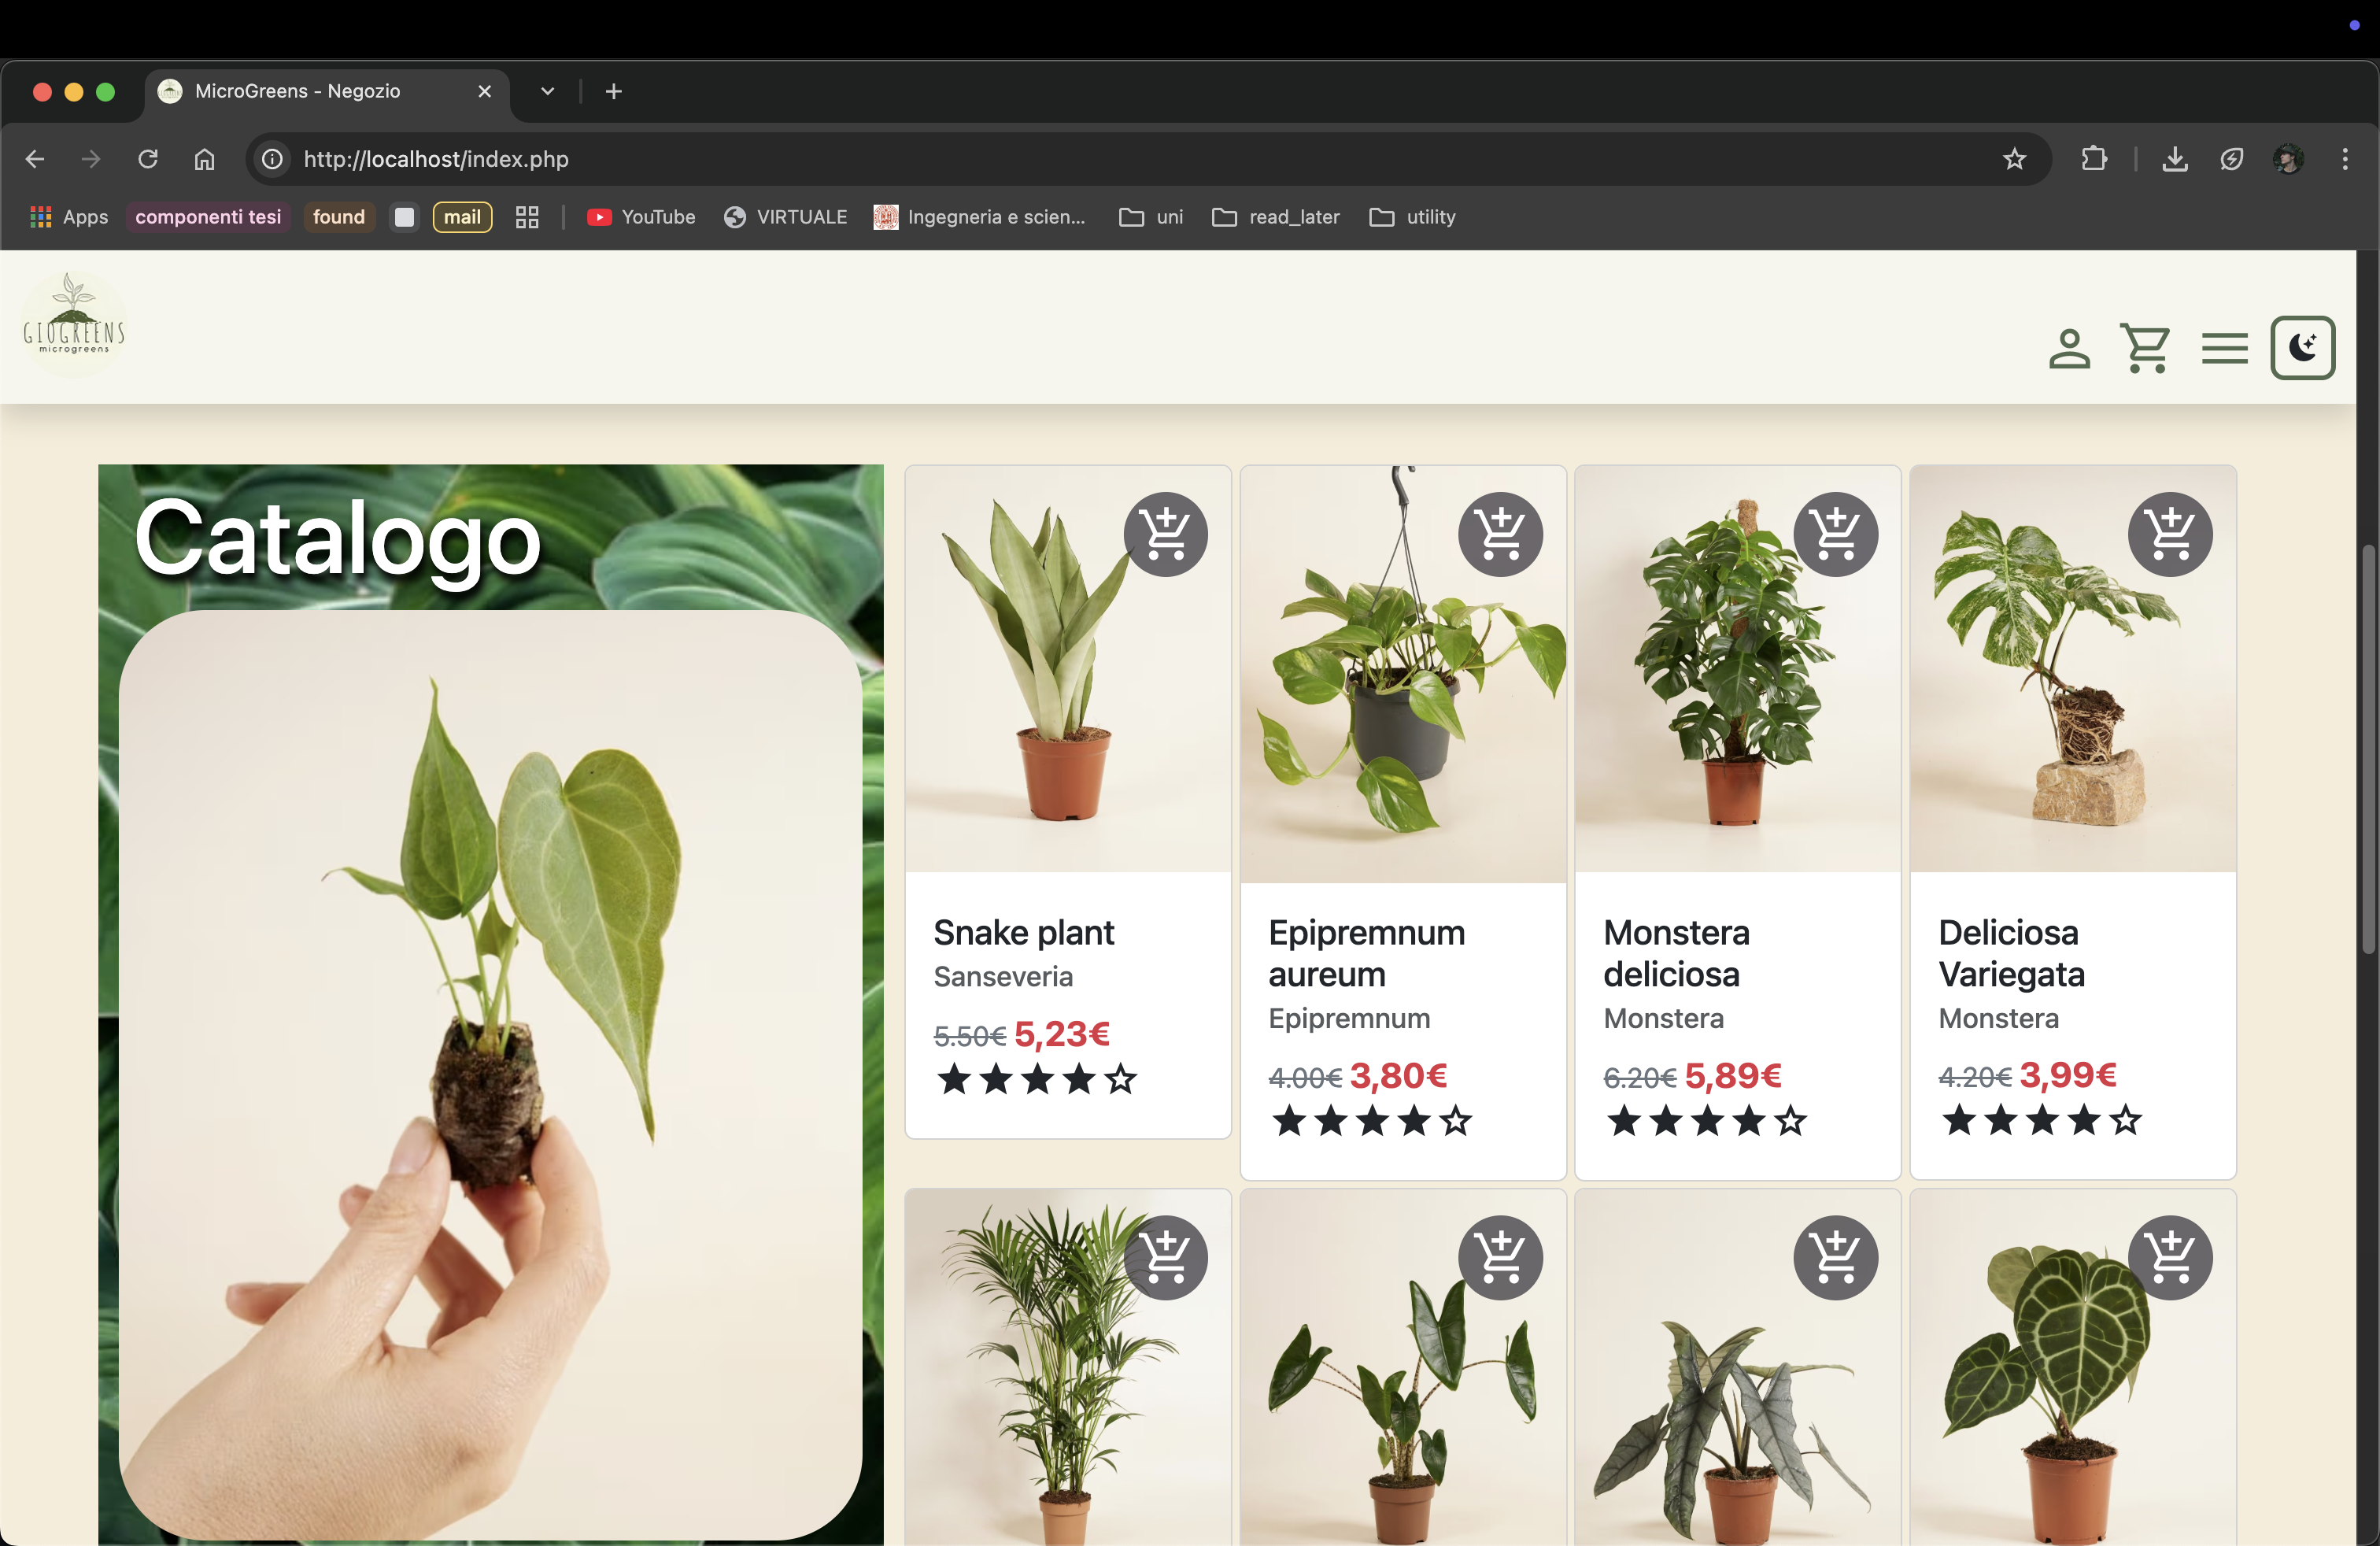 MicroGreens - Negozio
http://localhost/index.php
Apps
componenti tesi
found
mail
YouTube
VIRTUALE
Ingegneria e scien...
uni
read_later
utility
GIOGREENS
microgreens
Catalogo
Snake plant
Sanseveria
5.50€ 5,23€
Epipremnum
aureum
Epipremnum
4.00€ 3,80€
Monstera
deliciosa
Monstera
6.20€ 5,89€
Deliciosa
Variegata
Monstera
4.20€ 3,99€